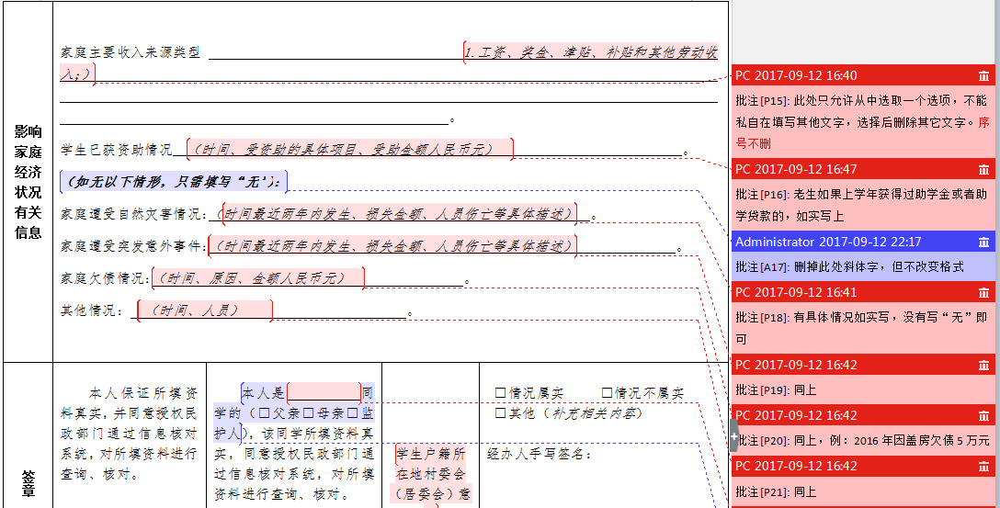 家庭主要收入来源类型 1.工资、奖金、津贴、补贴和其他劳动收
入;）
。
影响
家庭
经济
状况
有关
信息
学生已获资助情况 （时间、受资助的具体项目、受助金额人民币元） 。
（如无以下情形，只需填写“无”）:
家庭遭受自然灾害情况:（时间最近两年内发生、损失金额、人员伤亡等具体描述） 。
家庭遭受突发意外事件:（时间最近两年内发生、损失金额、人员伤亡等具体描述） 。
家庭欠债情况:（时间、原因、金额人民币元） 。
其他情况: （时间、人员） 。
签
章
本人保证所填资
料真实，并同意授权民
政部门通过信息核对
系统，对所填资料进行
查询、核对。
本人是 同
学的（□父亲□母亲□监
护人），该同学所填资料真
实，同意授权民政部门通
过信息核对系统，对所填
资料进行查询、核对。
学生户籍所
在地村委会
（居委会）意
□情况属实 □情况不属实
□其他（补充相关内容）
经办人手写签名:
PC 2017-09-12 16:40
批注[P15]: 此处只允许从中选取一个选项，不能
私自在填写其他文字，选择后删除其它文字。序
号不删
PC 2017-09-12 16:47
批注[P16]: 老生如果上学年获得过助学金或者助
学贷款的，如实写上
Administrator 2017-09-12 22:17
批注[A17]: 删掉此处斜体字，但不改变格式
PC 2017-09-12 16:41
批注[P18]: 有具体情况如实写，没有写“无”即
可
PC 2017-09-12 16:42
批注[P19]: 同上
PC 2017-09-12 16:42
批注[P20]: 同上，例：2016 年因盖房欠债 5 万元
PC 2017-09-12 16:42
批注[P21]: 同上